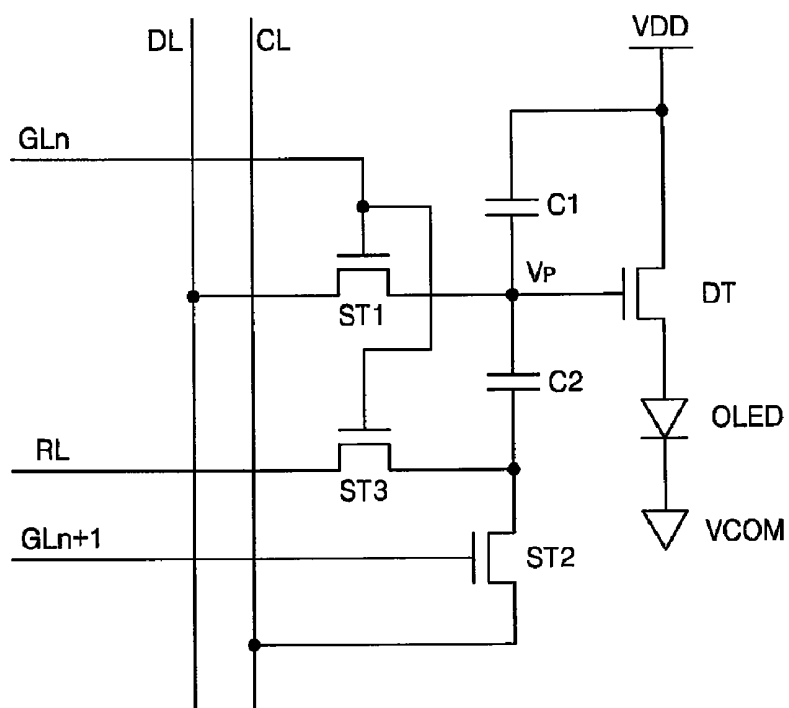 VDD
DL
CL
GLn
C1
VP
DT
ST1
C2
OLED
RL
ST3
GLn+1
ST2
VCOM